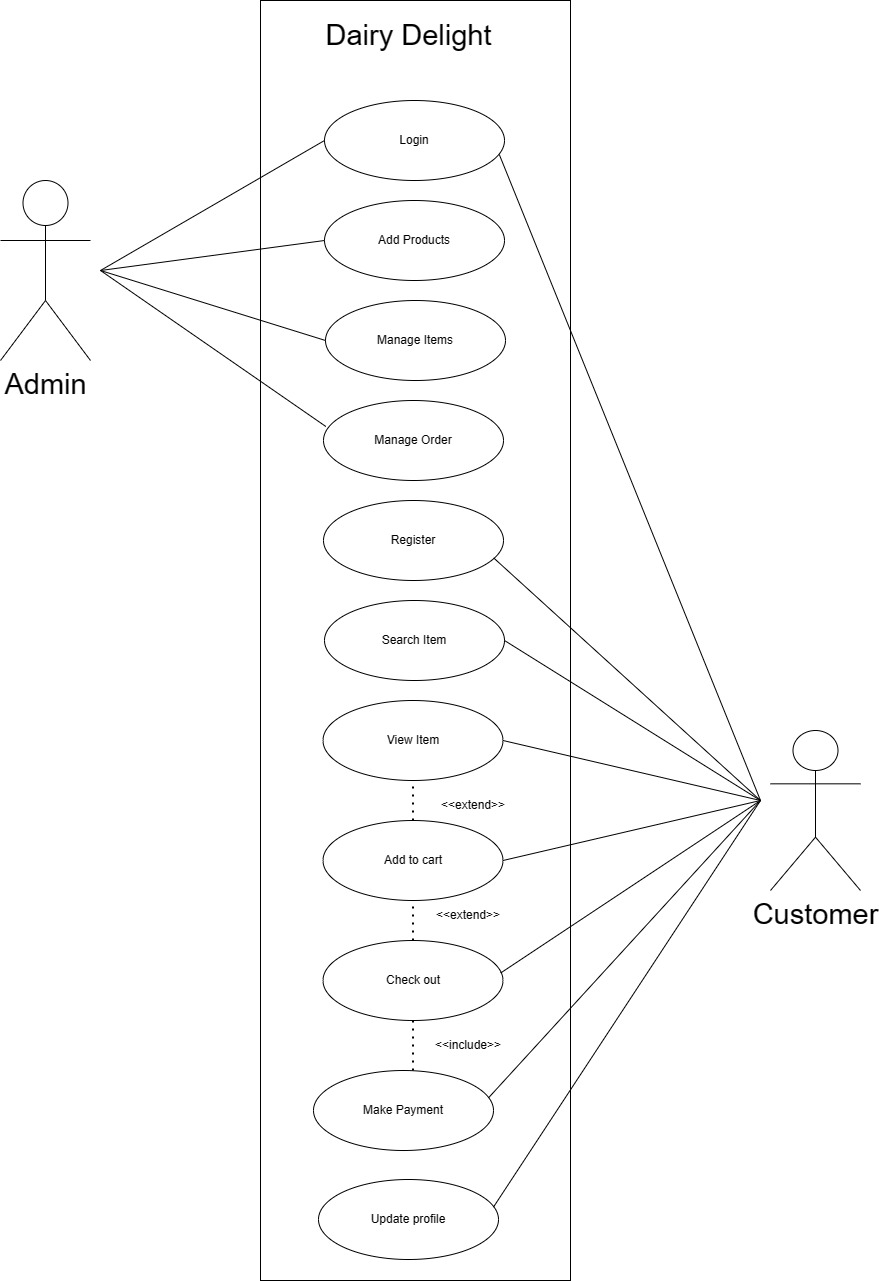 Dairy Delight
Login
Add Products
Manage Items
Admin
Manage Order
Register
Search Item
View Item
<<extend>>
Add to cart
Customer
<<extend>>
Check out
<<include>>
Make Payment
Update profile